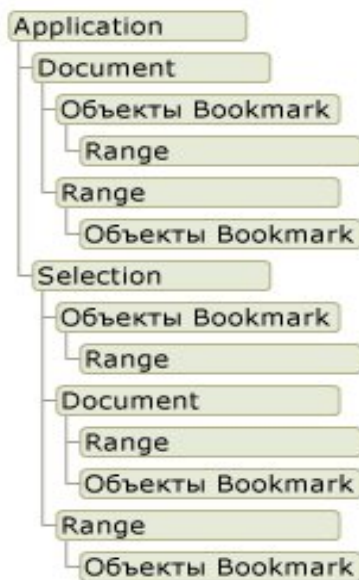 Application
Document
Объекты Bookmark
Range
Range
Объекты Bookmark
Selection
Объекты Bookmark
Range
Document
Range
Объекты Bookmark
Range
Объекты Bookmark